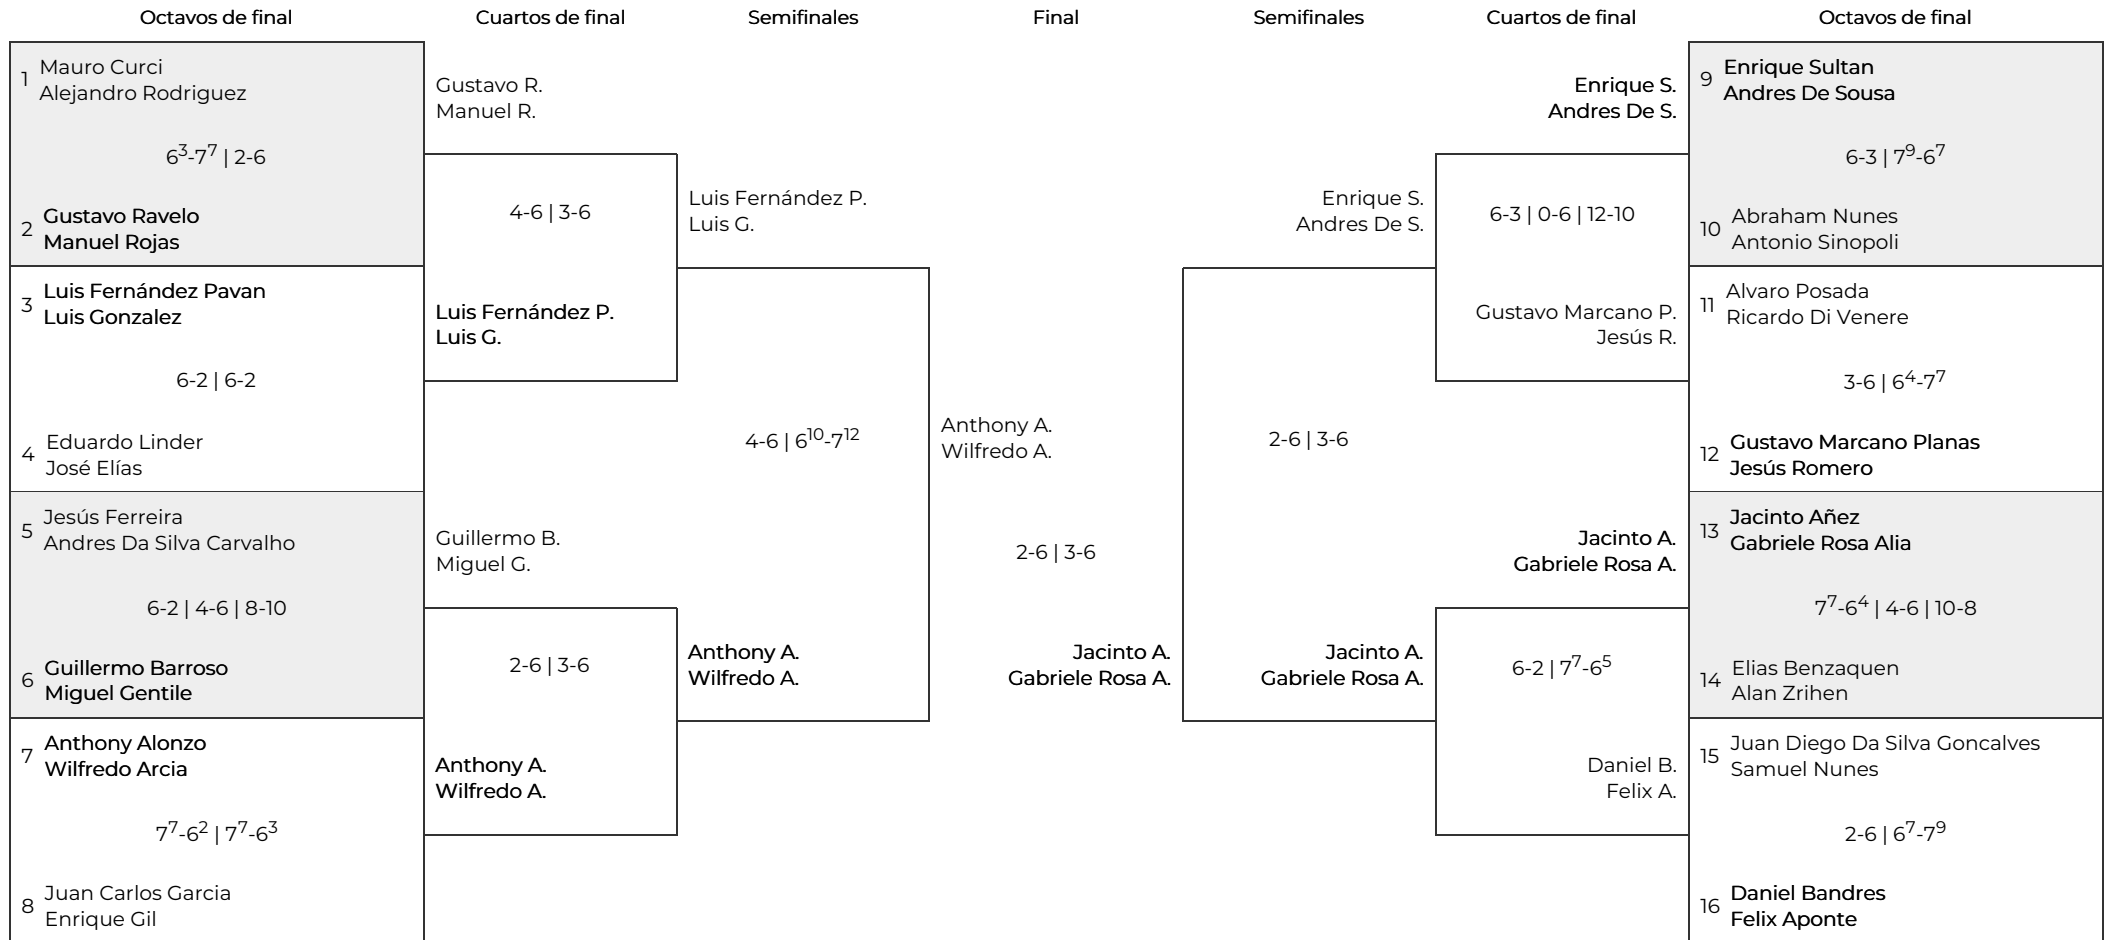 Octavos de final
Cuartos de final
Semifinales
Final
Semifinales
Cuartos de final
Octavos de final
1
Mauro Curci
Alejandro Rodriguez
6³-7⁷ | 2-6
2
Gustavo Ravelo
Manuel Rojas
3
Luis Fernández Pavan
Luis Gonzalez
6-2 | 6-2
4
Eduardo Linder
José Elías
5
Jesús Ferreira
Andres Da Silva Carvalho
6-2 | 4-6 | 8-10
6
Guillermo Barroso
Miguel Gentile
7
Anthony Alonzo
Wilfredo Arcia
7⁷-6² | 7⁷-6³
8
Juan Carlos Garcia
Enrique Gil
Gustavo R.
Manuel R.
4-6 | 3-6
Luis Fernández P.
Luis G.
Guillermo B.
Miguel G.
2-6 | 3-6
Anthony A.
Wilfredo A.
Luis Fernández P.
Luis G.
4-6 | 6¹⁰-7¹²
Anthony A.
Wilfredo A.
Anthony A.
Wilfredo A.
2-6 | 3-6
Jacinto A.
Gabriele Rosa A.
Enrique S.
Andres De S.
2-6 | 3-6
Jacinto A.
Gabriele Rosa A.
Enrique S.
Andres De S.
6-3 | 0-6 | 12-10
Gustavo Marcano P.
Jesús R.
Jacinto A.
Gabriele Rosa A.
6-2 | 7⁷-6⁵
Daniel B.
Felix A.
9
Enrique Sultan
Andres De Sousa
6-3 | 7⁹-6⁷
10
Abraham Nunes
Antonio Sinopoli
11
Alvaro Posada
Ricardo Di Venere
3-6 | 6⁴-7⁷
12
Gustavo Marcano Planas
Jesús Romero
13
Jacinto Añez
Gabriele Rosa Alia
7⁷-6⁴ | 4-6 | 10-8
14
Elias Benzaquen
Alan Zrihen
15
Juan Diego Da Silva Goncalves
Samuel Nunes
2-6 | 6⁷-7⁹
16
Daniel Bandres
Felix Aponte